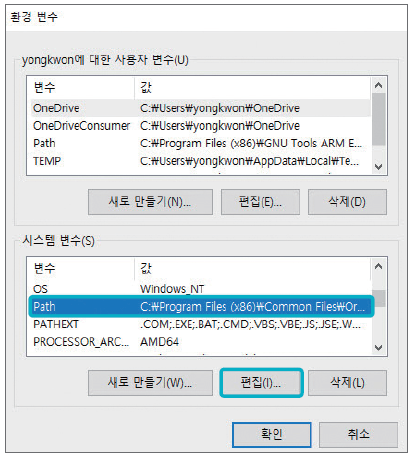 환경 변수
yongkwon에 대한 사용자 변수(U)
변수 값
OneDrive C:₩Users₩yongkwon₩OneDrive
OneDriveConsumer C:₩Users₩yongkwon₩OneDrive
Path C:₩Program Files (x86)₩GNU Tools ARM E...
TEMP C:₩Users₩yongkwon₩AppData₩Local₩Te...
새로 만들기(N)... 편집(E)... 삭제(D)
시스템 변수(S)
변수 값
OS Windows_NT
Path C:₩Program Files (x86)₩Common Files₩Or...
PATHEXT .COM;.EXE;.BAT;.CMD;.VBS;.VBE;.JS;.JSE;.W...
PROCESSOR_ARC... AMD64
새로 만들기(W)... 편집(I)... 삭제(L)
확인 취소